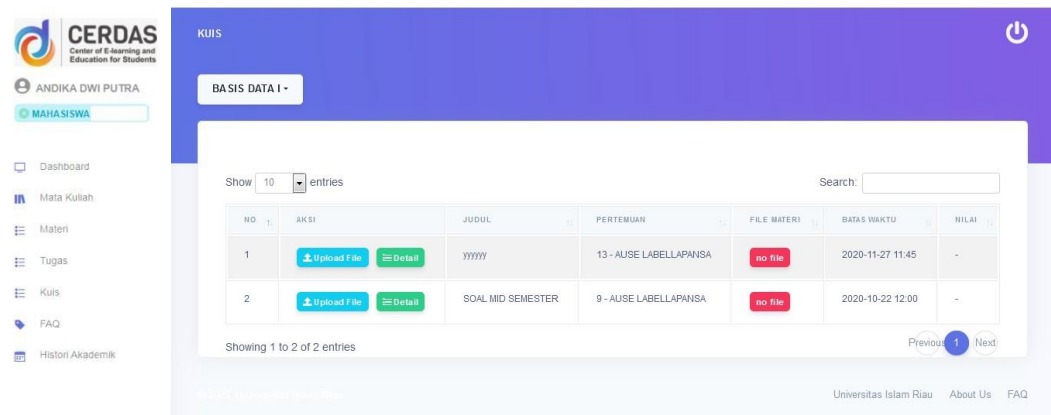 CERDAS
Center of E-learning and
Education for Students
ANDIKA DWI PUTRA
MAHASISWA
Dashboard
Mata Kuliah
Materi
Tugas
Kuis
FAQ
Histori Akademik
KUIS
BASIS DATA I
Show 10 entries
Search:
NO AKSI JUDUL PERTEMUAN FILE MATERI BATAS WAKTU NILAI
1 Upload File Detail yyyyyy 13 - AUSE LABELLAPANSA no file 2020-11-27 11:45 -
2 Upload File Detail SOAL MID SEMESTER 9 - AUSE LABELLAPANSA no file 2020-10-22 12:00 -
Showing 1 to 2 of 2 entries
Previous 1 Next
Universitas Islam Riau About Us FAQ